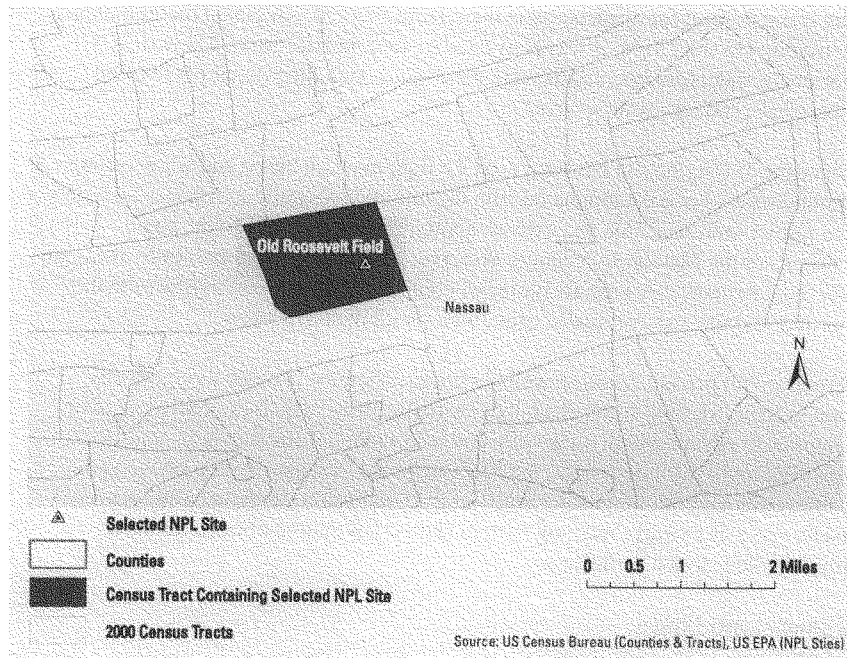 Old Roosevelt Field
Nassau
N
Selected NPL Site
Counties
Census Tract Containing Selected NPL Site
2000 Census Tracts
0 0.5 1 2 Miles
Source: US Census Bureau (Counties & Tracts), US EPA (NPL Sties)